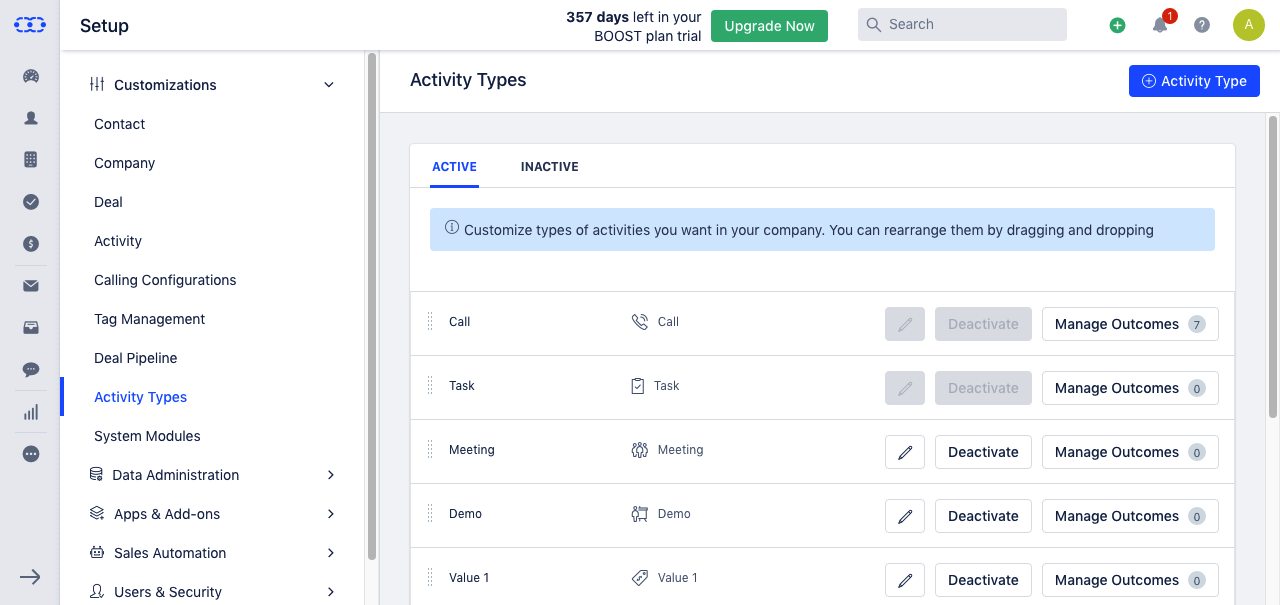 Setup
357 days left in your
BOOST plan trial
Upgrade Now
Search
1
A
Customizations
Contact
Company
Deal
Activity
Calling Configurations
Tag Management
Deal Pipeline
Activity Types
System Modules
Data Administration
Apps & Add-ons
Sales Automation
Users & Security
Activity Types
Activity Type
ACTIVE INACTIVE
Customize types of activities you want in your company. You can rearrange them by dragging and dropping
Call Call Deactivate Manage Outcomes 7
Task Task Deactivate Manage Outcomes 0
Meeting Meeting Deactivate Manage Outcomes 0
Demo Demo Deactivate Manage Outcomes 0
Value 1 Value 1 Deactivate Manage Outcomes 0